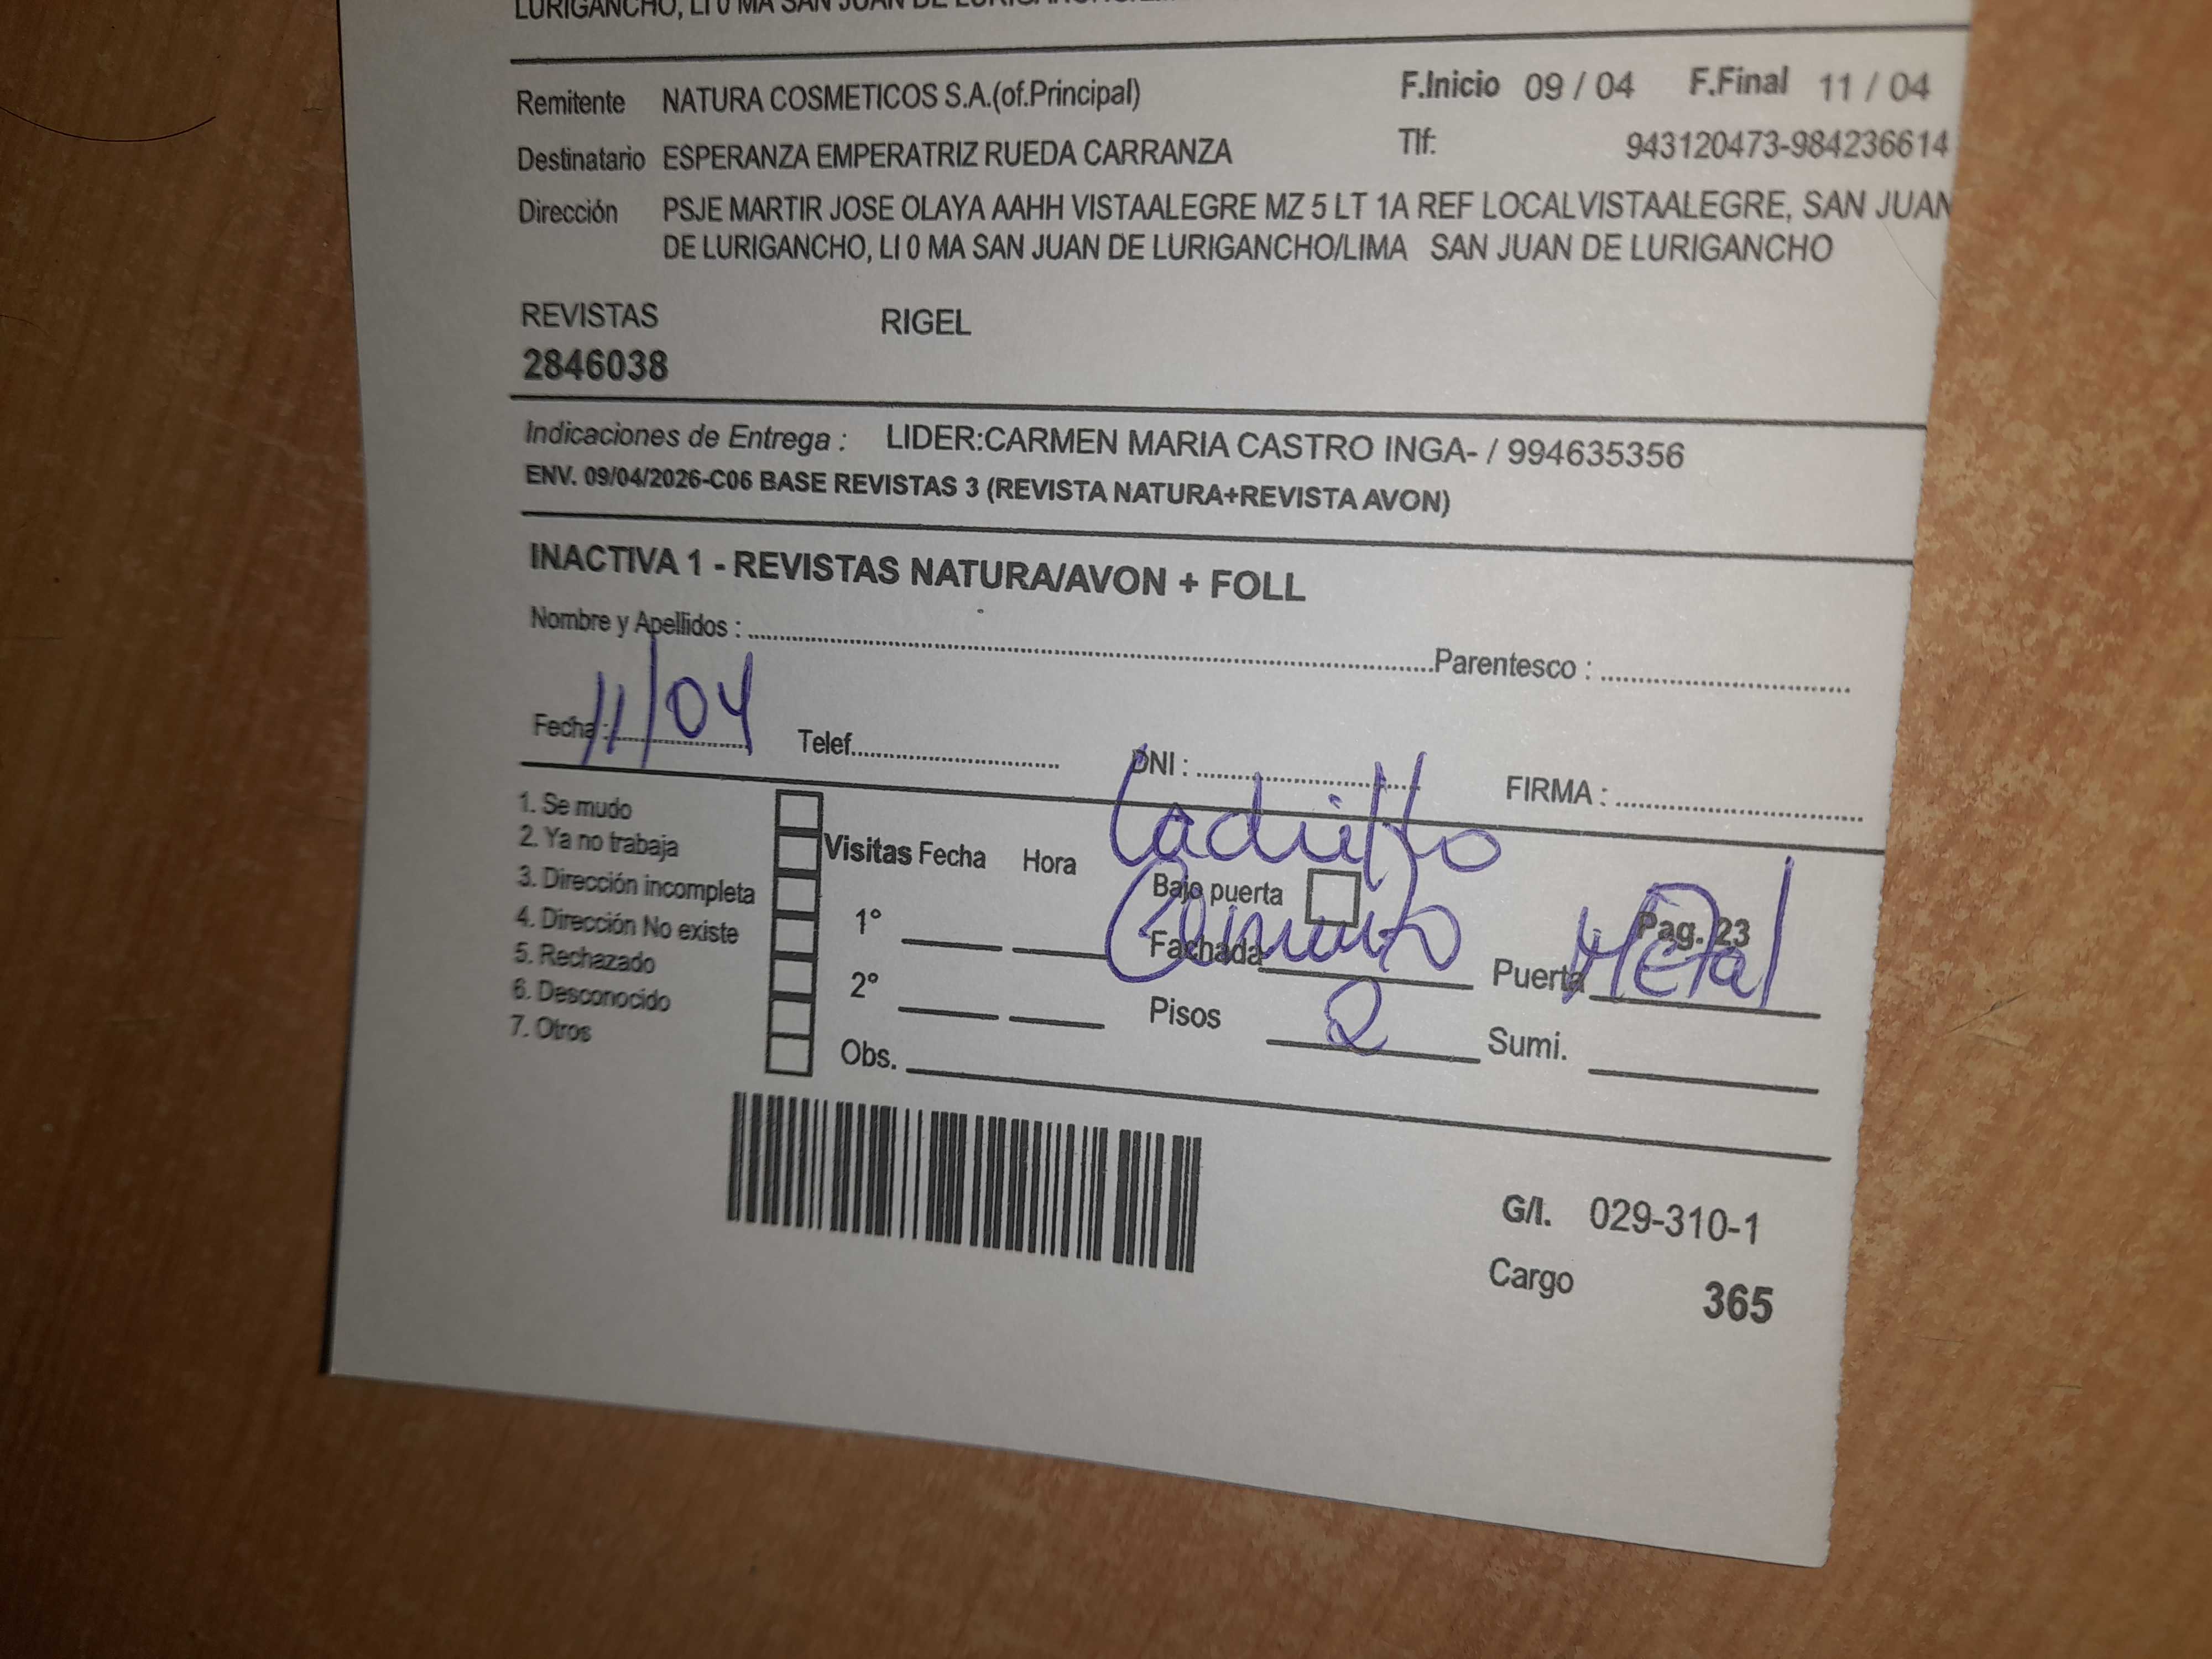 LURIGANCHO, LI 0 MA SAN JUAN DE
Remitente NATURA COSMETICOS S.A.(of.Principal) F.Inicio 09 / 04 F.Final 11 / 04
Destinatario ESPERANZA EMPERATRIZ RUEDA CARRANZA Tlf: 943120473-984236614
Dirección PSJE MARTIR JOSE OLAYA AAHH VISTAALEGRE MZ 5 LT 1A REF LOCALVISTAALEGRE, SAN JUAN
DE LURIGANCHO, LI 0 MA SAN JUAN DE LURIGANCHO/LIMA SAN JUAN DE LURIGANCHO
REVISTAS RIGEL
2846038
Indicaciones de Entrega : LIDER:CARMEN MARIA CASTRO INGA- / 994635356
ENV. 09/04/2026-C06 BASE REVISTAS 3 (REVISTA NATURA+REVISTA AVON)
INACTIVA 1 - REVISTAS NATURA/AVON + FOLL
Nombre y Apellidos : Parentesco :
Fecha : 11/04 Telef. DNI : FIRMA :
1. Se mudo
2. Ya no trabaja
3. Dirección incompleta
4. Dirección No existe
5. Rechazado
6. Desconocido
7. Otros
Visitas Fecha Hora
1°
2°
Obs.
Ladrillo
Bajo puerta
Fachada Cemento
Pisos 2
Pag. 23
Puerta Metal
Sumi.
G/I. 029-310-1
Cargo 365